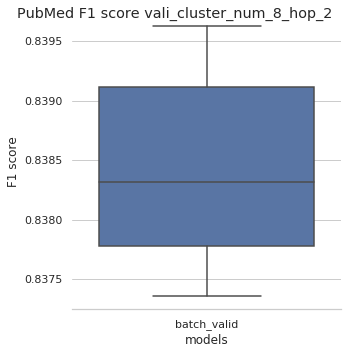 PubMed F1 score vali_cluster_num_8_hop_2
0.8395
0.8390
0.8385
0.8380
0.8375
F1 score
batch_valid
models